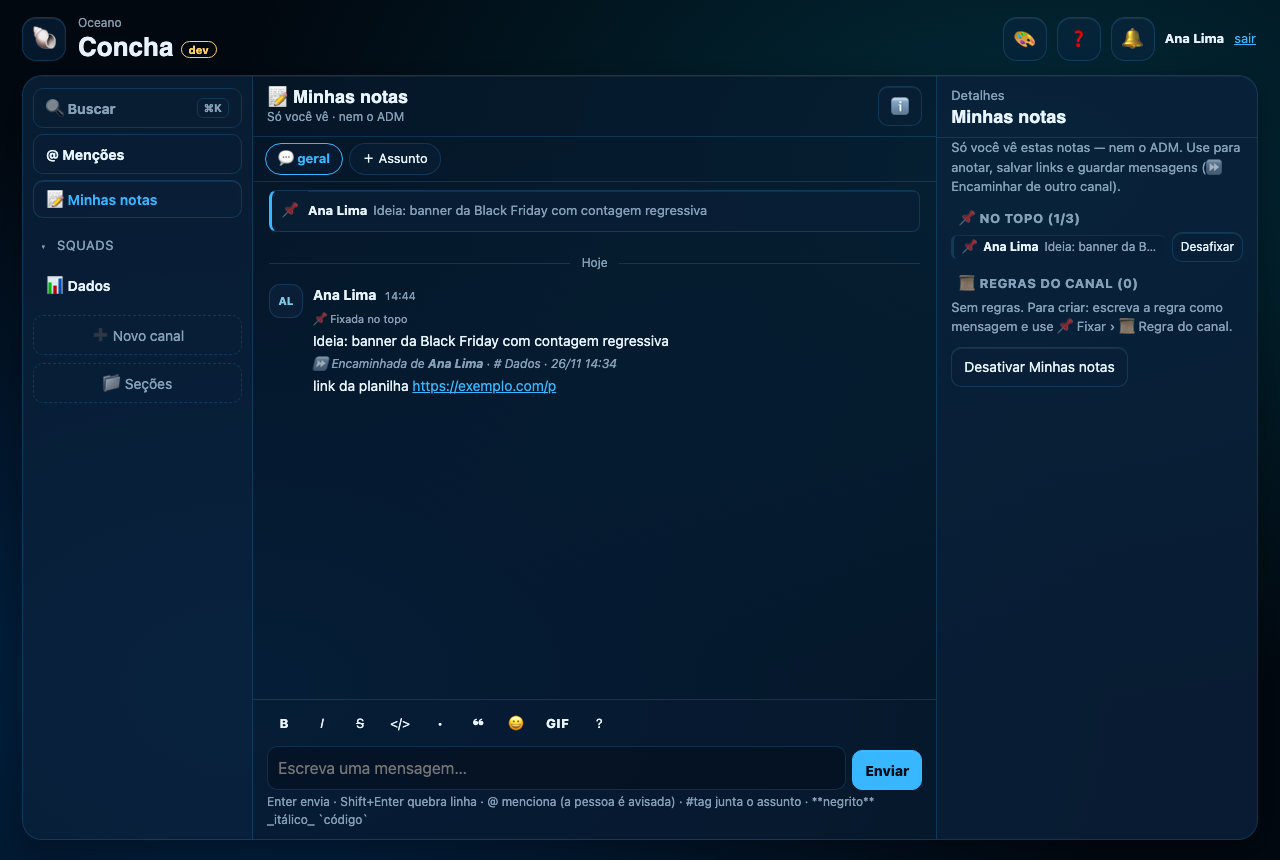 Oceano
Concha dev
Ana Lima sair
Buscar ⌘K
@ Menções
Minhas notas
SQUADS
Dados
Novo canal
Seções
Minhas notas
Só você vê · nem o ADM
geral
+ Assunto
Ana Lima Ideia: banner da Black Friday com contagem regressiva
Hoje
AL
Ana Lima 14:44
Fixada no topo
Ideia: banner da Black Friday com contagem regressiva
Encaminhada de Ana Lima · # Dados · 26/11 14:34
link da planilha https://exemplo.com/p
B I S </> • ❝ GIF ?
Escreva uma mensagem...
Enviar
Enter envia · Shift+Enter quebra linha · @ menciona (a pessoa é avisada) · #tag junta o assunto · **negrito**
_itálico_ `código`
Detalhes
Minhas notas
Só você vê estas notas — nem o ADM. Use para
anotar, salvar links e guardar mensagens (⏩
Encaminhar de outro canal).
NO TOPO (1/3)
Ana Lima Ideia: banner da B...
Desafixar
REGRAS DO CANAL (0)
Sem regras. Para criar: escreva a regra como
mensagem e use 📌 Fixar › 📜 Regra do canal.
Desativar Minhas notas